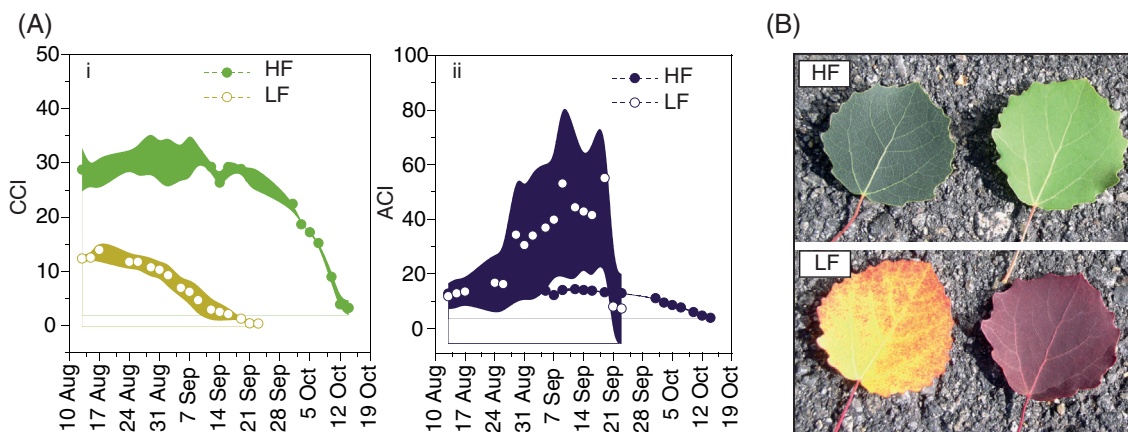 (A)
i
HF
LF
CCI
50
40
30
20
10
0
10 Aug
17 Aug
24 Aug
31 Aug
7 Sep
14 Sep
21 Sep
28 Sep
5 Oct
12 Oct
19 Oct
ii
HF
LF
ACI
100
80
60
40
20
0
10 Aug
17 Aug
24 Aug
31 Aug
7 Sep
14 Sep
21 Sep
28 Sep
5 Oct
12 Oct
19 Oct
(B)
HF
LF